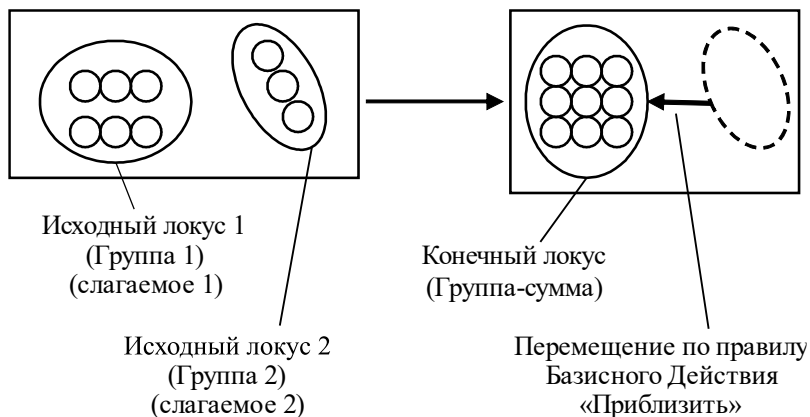 Исходный локус 1
(Группа 1)
(слагаемое 1)
Исходный локус 2
(Группа 2)
(слагаемое 2)
Конечный локус
(Группа-сумма)
Перемещение по правилу
Базисного Действия
«Приблизить»